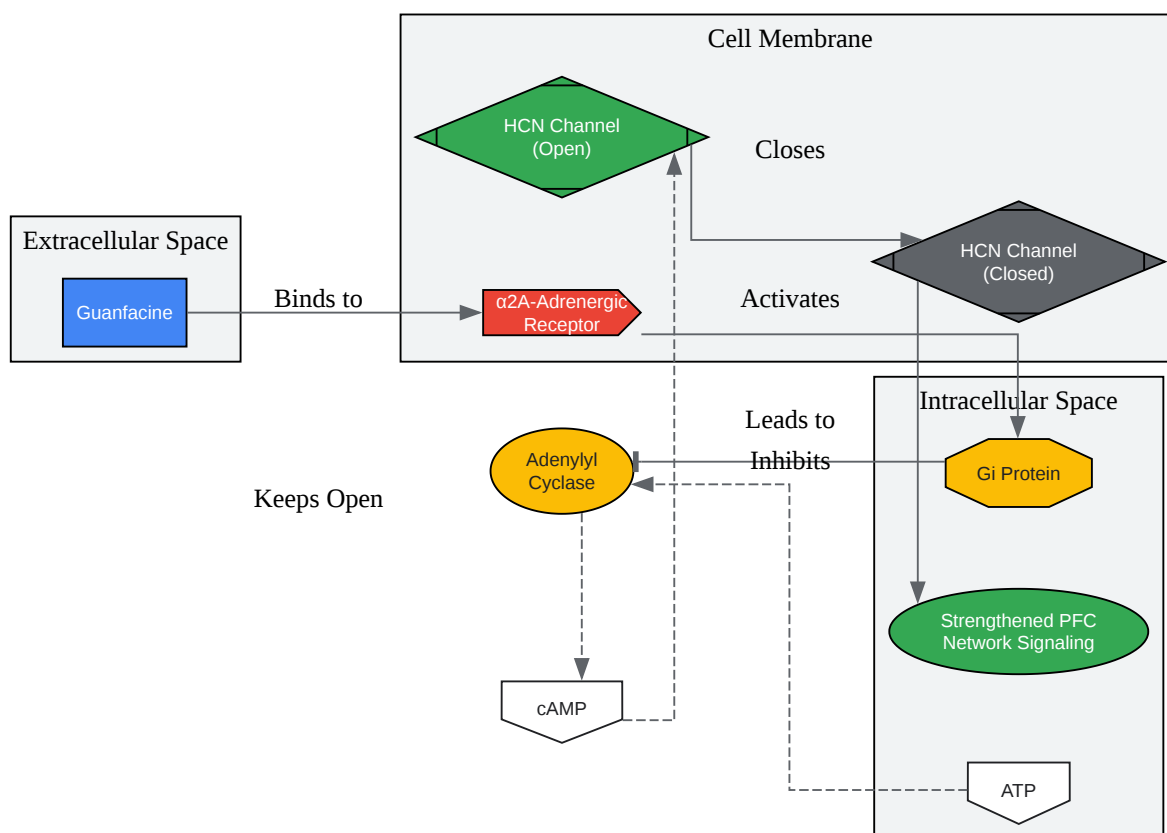 Cell Membrane
HCN Channel
(Open)
Closes
Extracellular Space
HCN Channel
(Closed)
Guanfacine
Binds to
α2A-Adrenergic
Receptor
Activates
Intracellular Space
Leads to
Adenylyl
Cyclase
Inhibits
Gi Protein
Keeps Open
Strengthened PFC
Network Signaling
cAMP
ATP